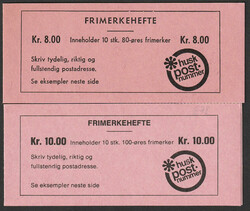 FRIMERKEHEFTE
Kr. 8.00 Inneholder 10 stk. 80-øres frimerker Kr. 8.00
Skriv tydelig, riktig og
fullstendig postadresse.
Se eksempler neste side
husk
post
nummer
FRIMERKEHEFTE
Kr. 10.00 Inneholder 10 stk. 100-øres frimerker Kr. 10.00
Skriv tydelig, riktig og
fullstendig postadresse.
Se eksempler neste side
husk
post
nummer